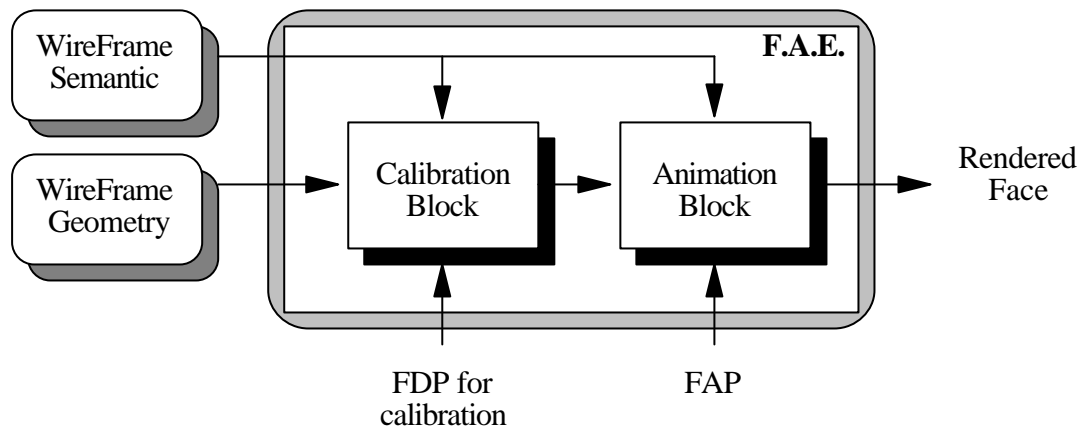 WireFrame
Semantic
F.A.E.
WireFrame
Geometry
Calibration
Block
Animation
Block
Rendered
Face
FDP for
calibration
FAP